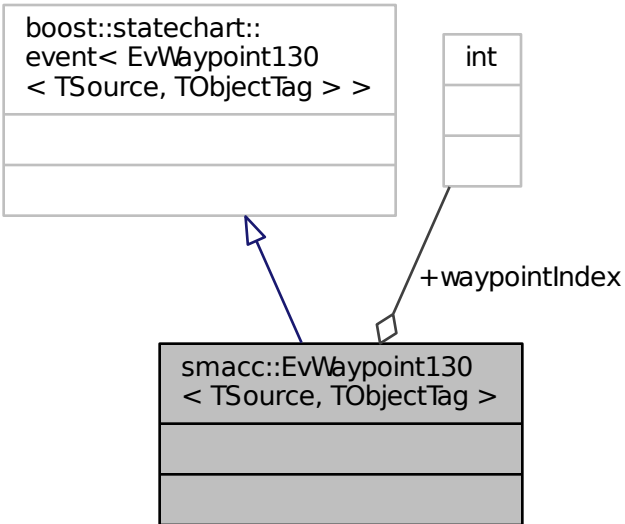 boost::statechart::
event< EvWaypoint130
< TSource, TObjectTag > >
int
+waypointIndex
smacc::EvWaypoint130
< TSource, TObjectTag >